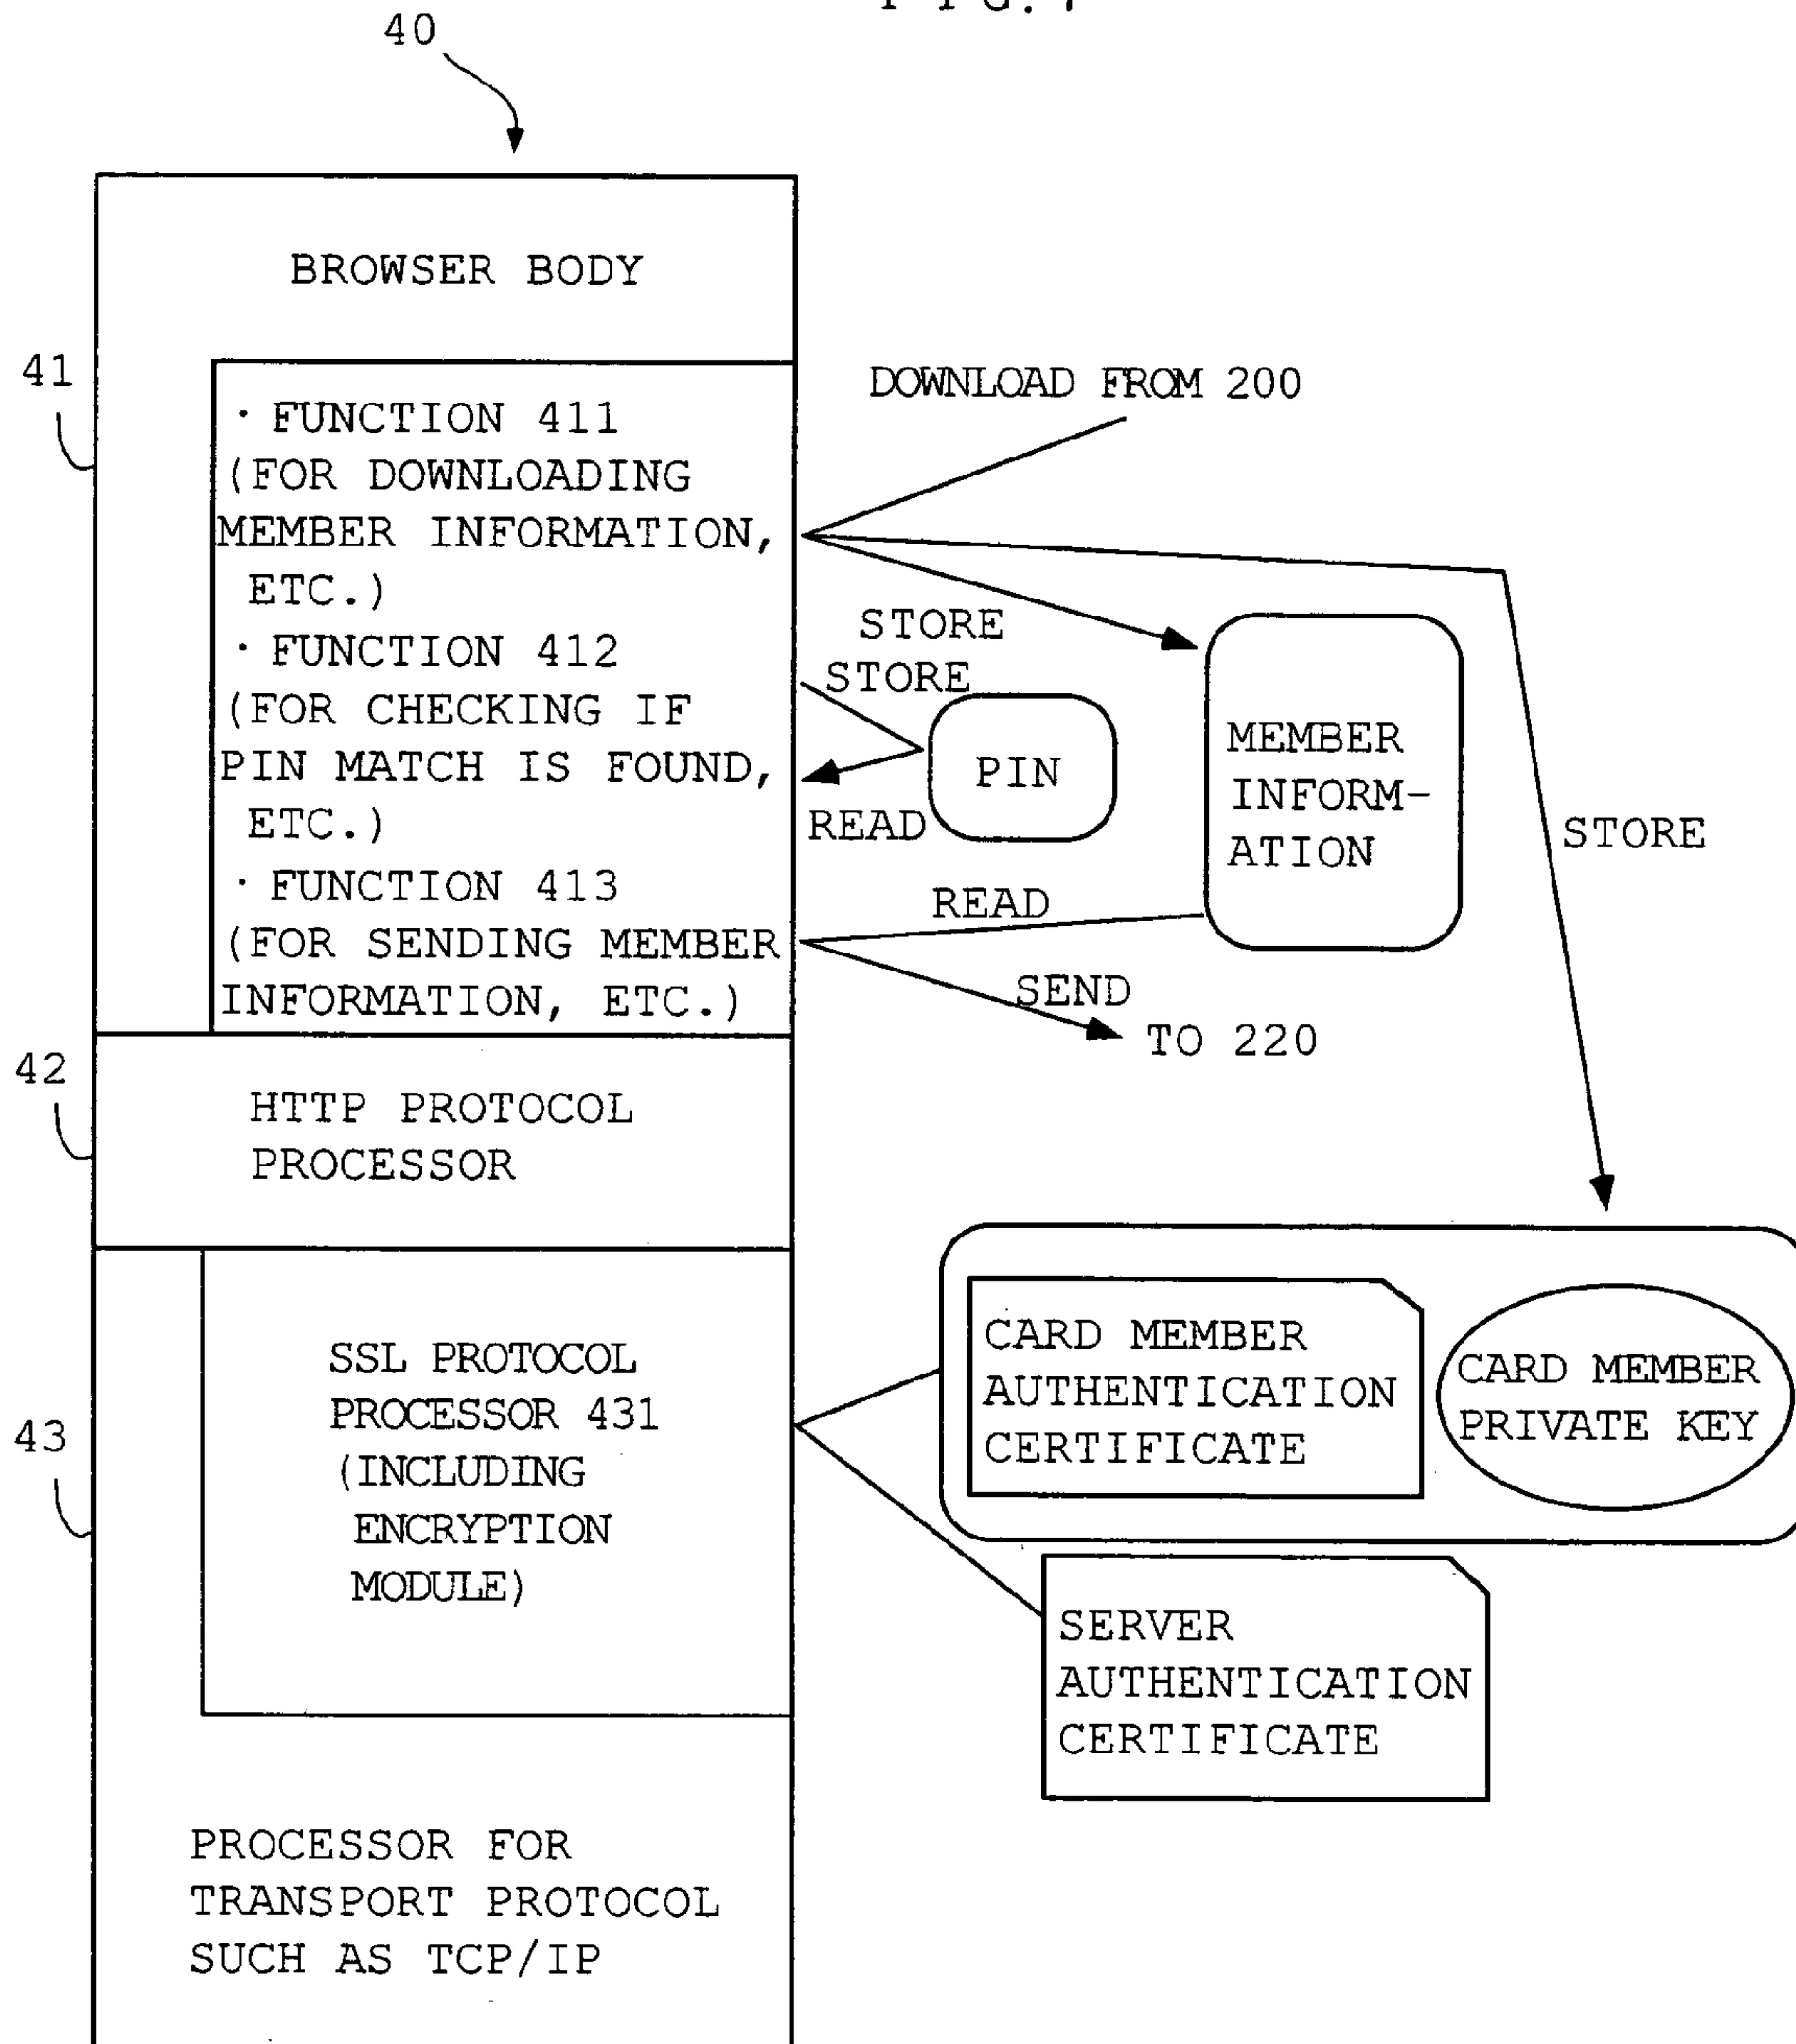 40
BROWSER BODY
41
· FUNCTION 411
(FOR DOWNLOADING
MEMBER INFORMATION,
ETC.)
· FUNCTION 412
(FOR CHECKING IF
PIN MATCH IS FOUND,
ETC.)
· FUNCTION 413
(FOR SENDING MEMBER
INFORMATION, ETC.)
DOWNLOAD FROM 200
STORE
STORE
PIN
READ
MEMBER
INFORM-
ATION
STORE
READ
SEND
TO 220
42
HTTP PROTOCOL
PROCESSOR
43
SSL PROTOCOL
PROCESSOR 431
(INCLUDING
ENCRYPTION
MODULE)
CARD MEMBER
AUTHENTICATION
CERTIFICATE
CARD MEMBER
PRIVATE KEY
SERVER
AUTHENTICATION
CERTIFICATE
PROCESSOR FOR
TRANSPORT PROTOCOL
SUCH AS TCP/IP